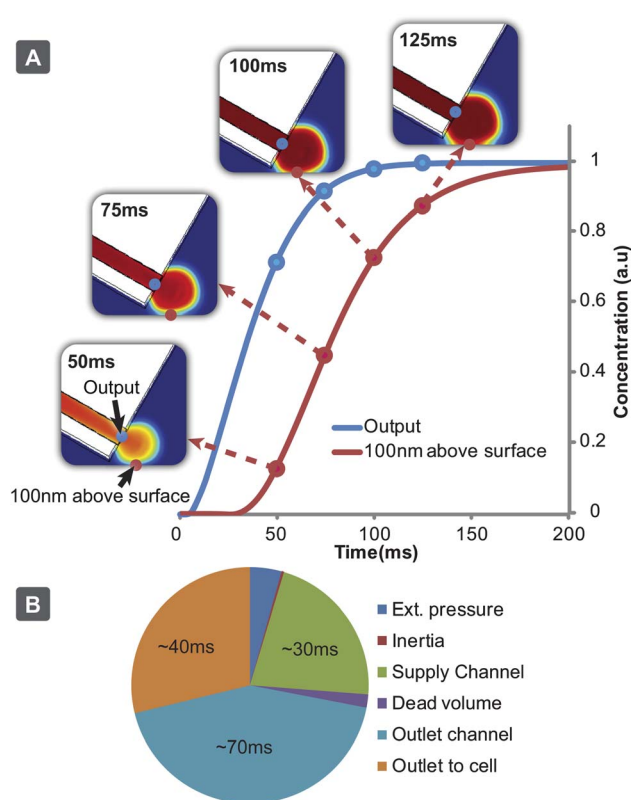 A
125ms
100ms
75ms
50ms
Output
100nm above surface
Output
100nm above surface
1
0.8
0.6
0.4
0.2
0
Concentration (a.u)
0 50 100 150 200
Time(ms)
B
~40ms
~30ms
~70ms
Ext. pressure
Inertia
Supply Channel
Dead volume
Outlet channel
Outlet to cell